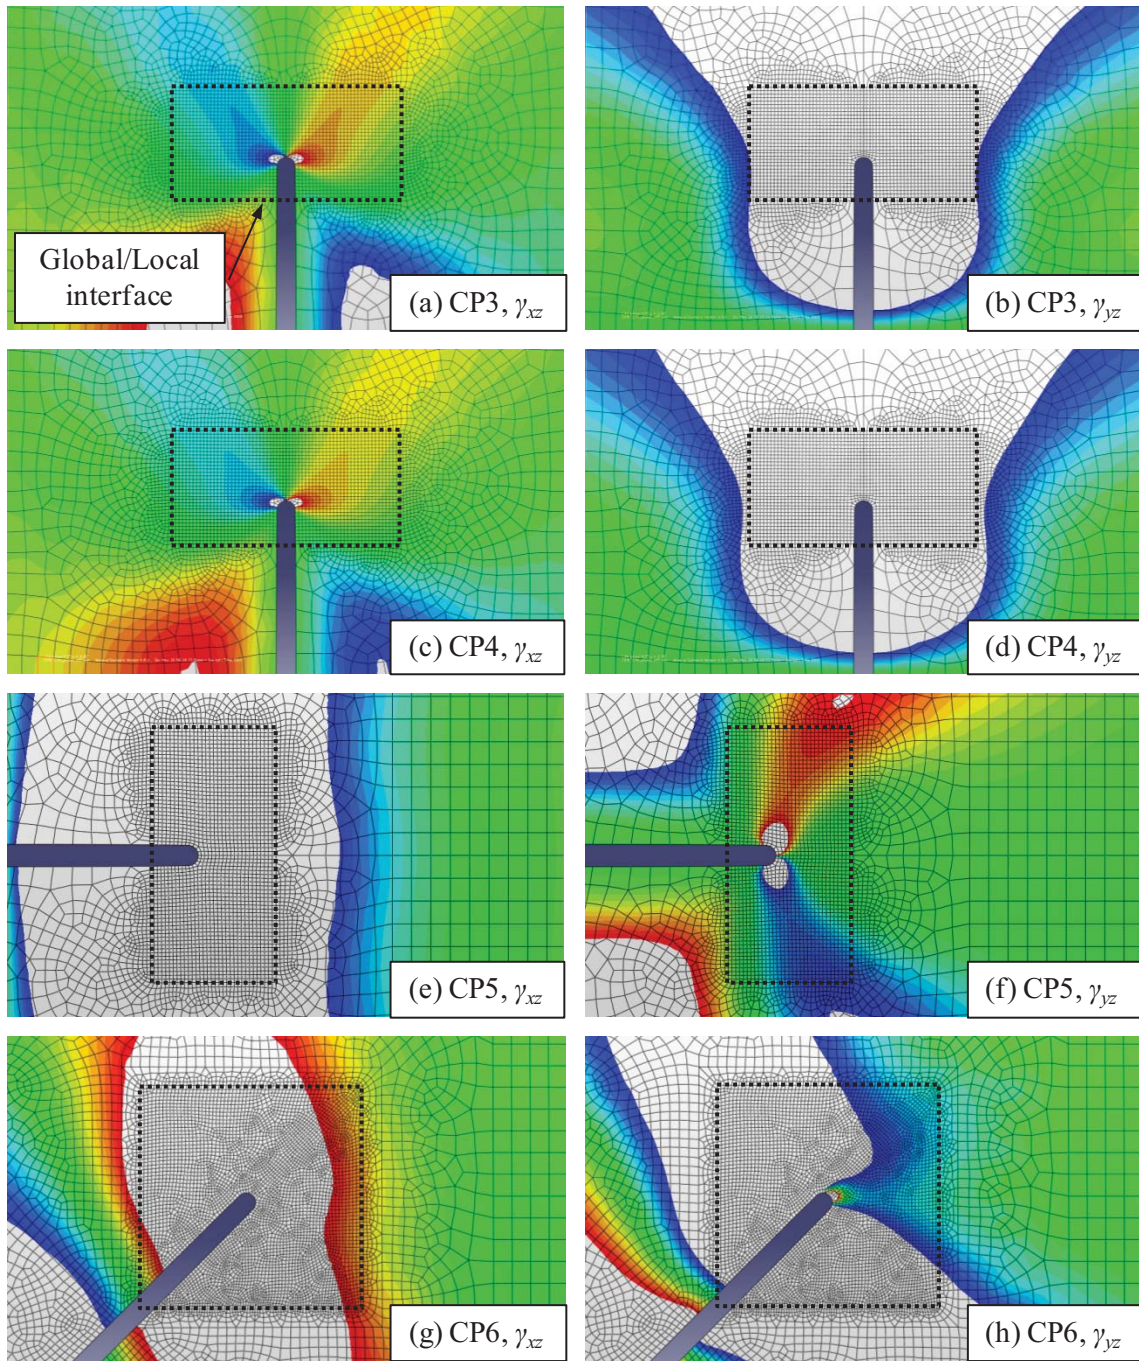 Global/Local
interface
(a) CP3, γxz
(b) CP3, γyz
(c) CP4, γxz
(d) CP4, γyz
(e) CP5, γxz
(f) CP5, γyz
(g) CP6, γxz
(h) CP6, γyz